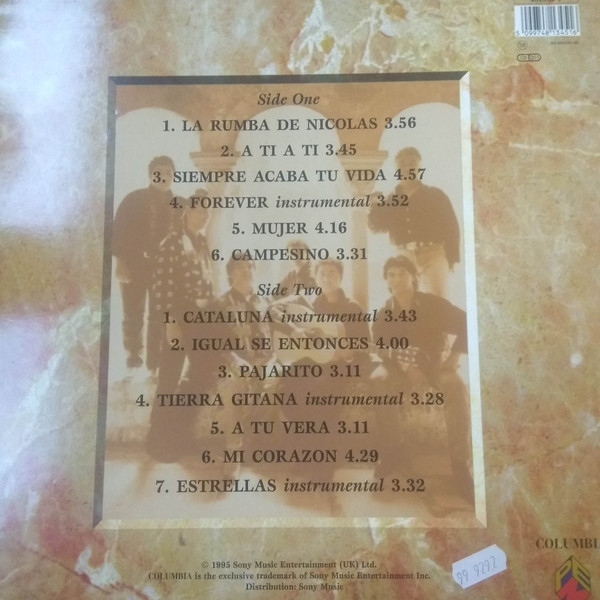 5 099748 134516
Side One
1. LA RUMBA DE NICOLAS 3.56
2. A TI A TI 3.45
3. SIEMPRE ACABA TU VIDA 4.57
4. FOREVER instrumental 3.52
5. MUJER 4.16
6. CAMPESINO 3.31
Side Two
1. CATALUNA instrumental 3.43
2. IGUAL SE ENTONCES 4.00
3. PAJARITO 3.11
4. TIERRA GITANA instrumental 3.28
5. A TU VERA 3.11
6. MI CORAZON 4.29
7. ESTRELLAS instrumental 3.32
COLUMBI
© 1995 Sony Music Entertainment (UK) Ltd.
COLUMBIA is the exclusive trademark of Sony Music Entertainment Inc.
Distribution: Sony Music